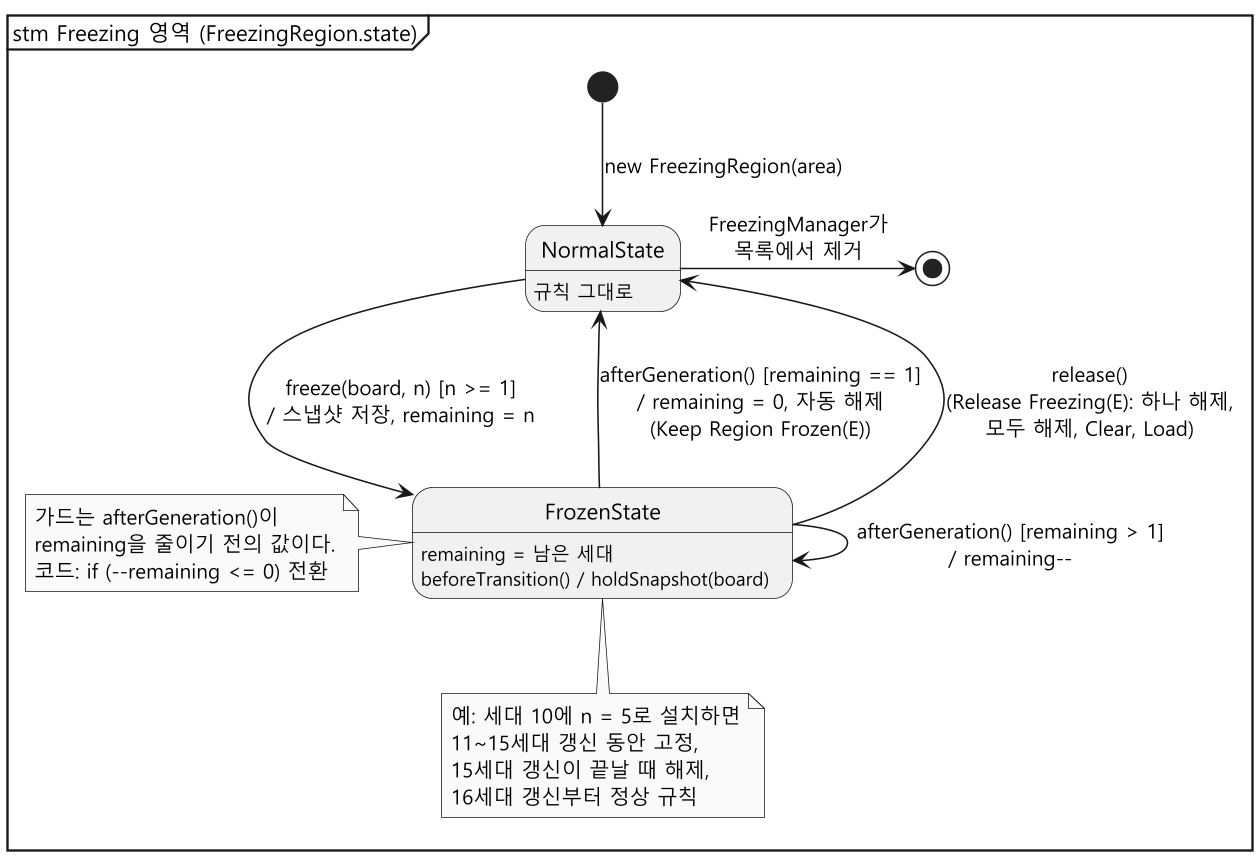 stm Freezing 영역 (FreezingRegion.state)
new FreezingRegion(area)
FreezingManager가
목록에서 제거
NormalState
규칙 그대로
freeze(board, n) [n >= 1]
/ 스냅샷 저장, remaining = n
afterGeneration() [remaining == 1]
/ remaining = 0, 자동 해제
(Keep Region Frozen(E))
release()
(Release Freezing(E): 하나 해제,
모두 해제, Clear, Load)
가드는 afterGeneration()이
remaining을 줄이기 전의 값이다.
코드: if (--remaining <= 0) 전환
FrozenState
remaining = 남은 세대
beforeTransition() / holdSnapshot(board)
afterGeneration() [remaining > 1]
/ remaining--
예: 세대 10에 n = 5로 설치하면
11~15세대 갱신 동안 고정,
15세대 갱신이 끝날 때 해제,
16세대 갱신부터 정상 규칙